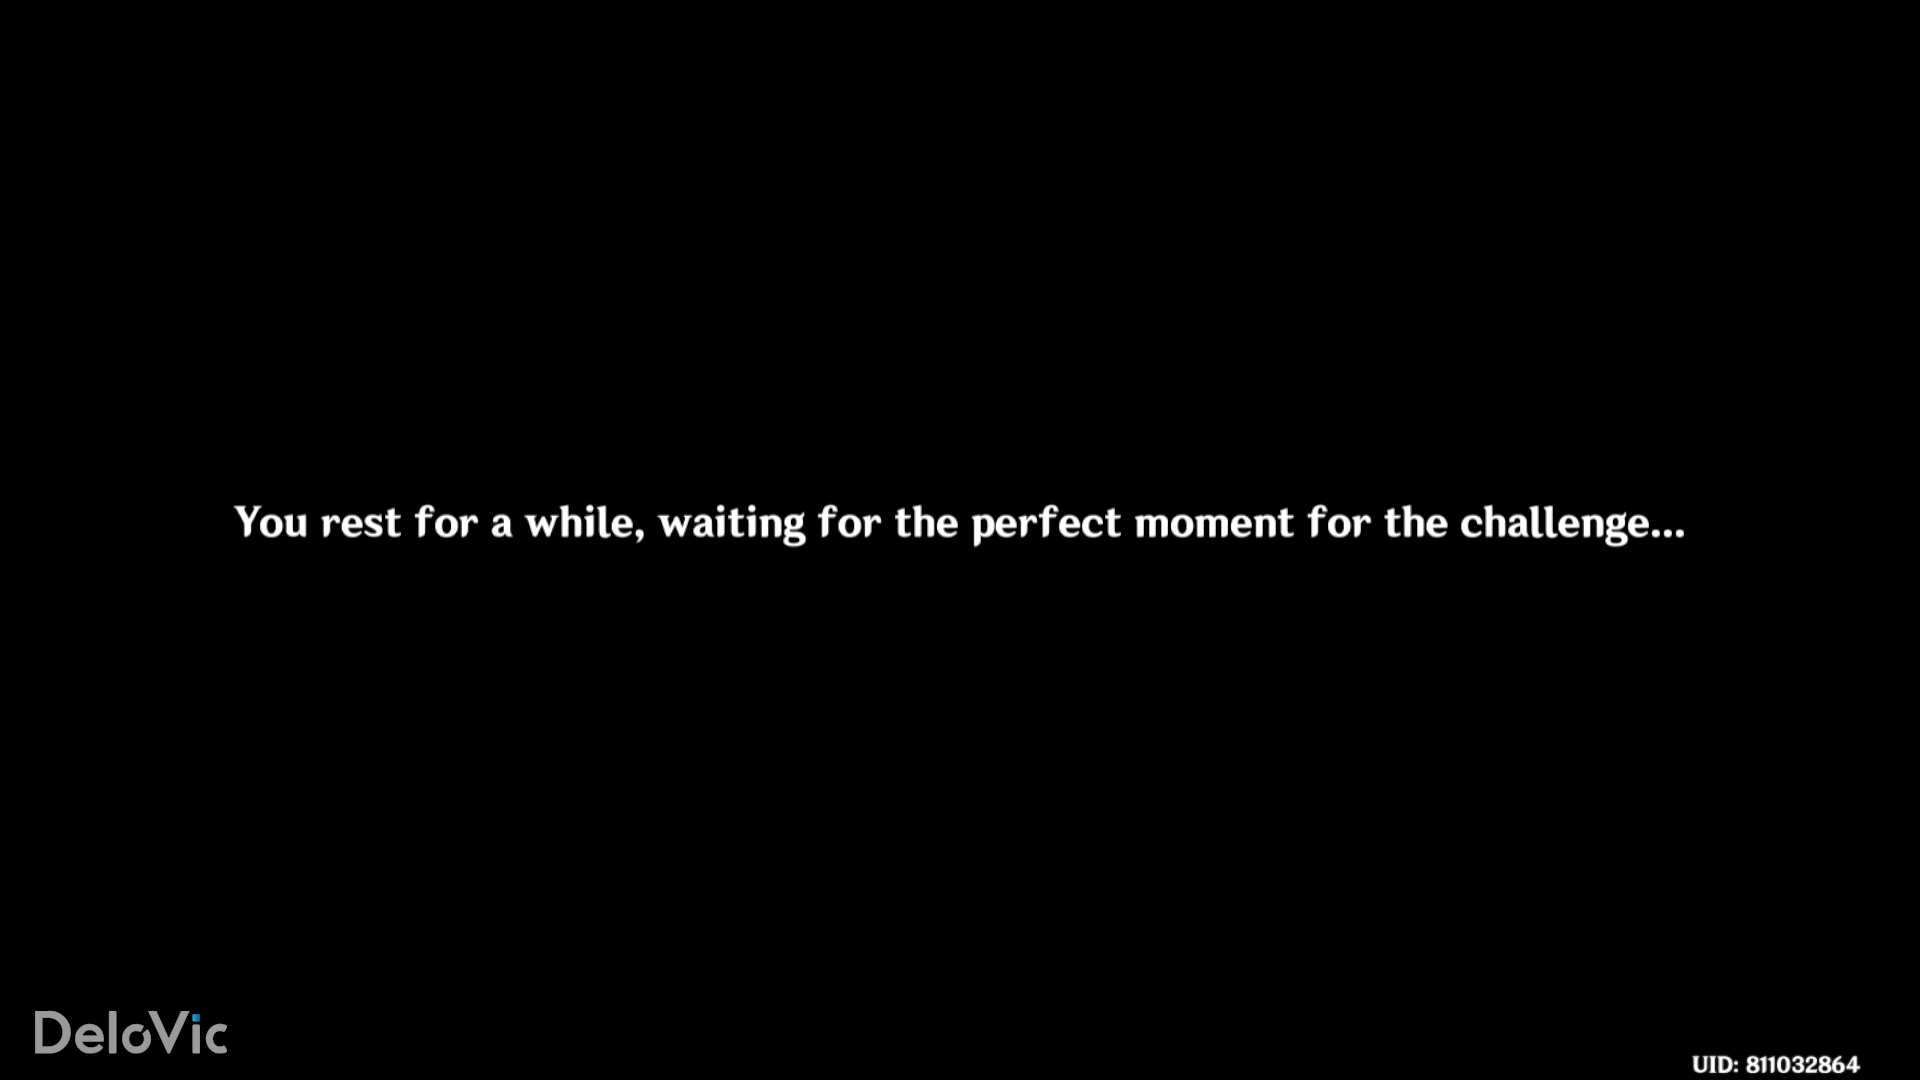 You rest for a while, waiting for the perfect moment for the challenge...
DeloVic
UID: 811032864